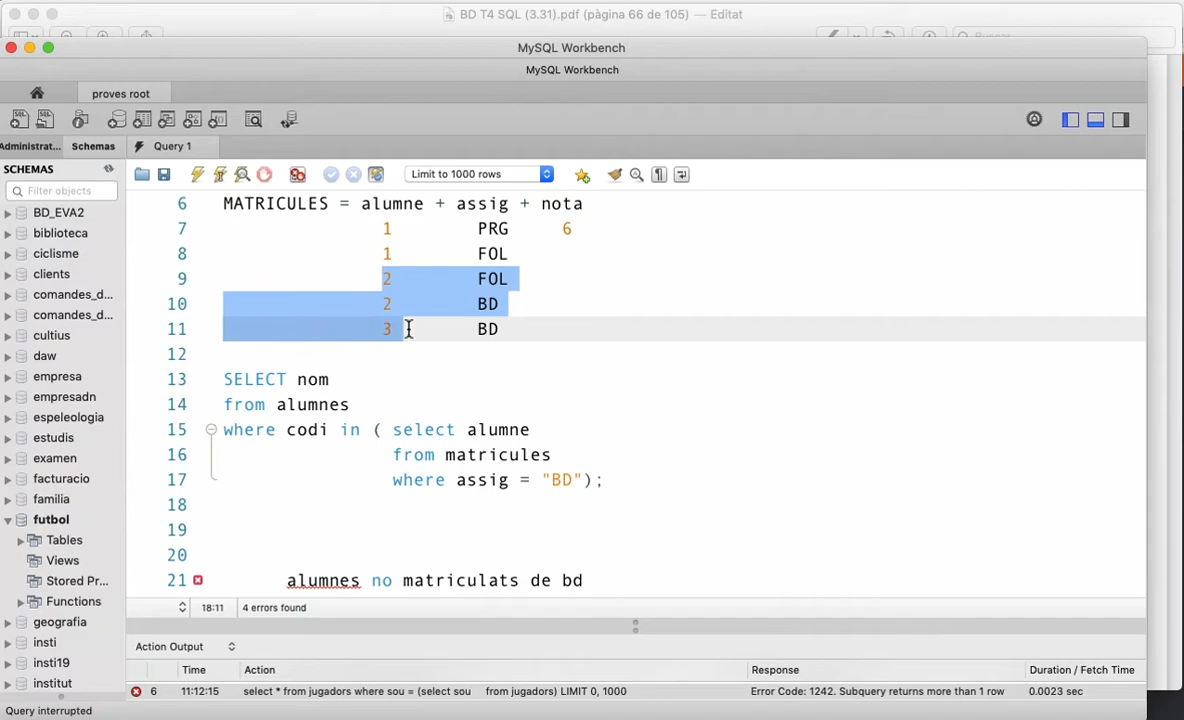 BD T4 SQL (3.31).pdf (pàgina 66 de 105) — Editat
MySQL Workbench
MySQL Workbench
proves root
Administrat... Schemas Query 1
SCHEMAS
Limit to 1000 rows
Filter objects
BD_EVA2
biblioteca
ciclisme
clients
comandes_d...
comandes_d...
cultius
daw
empresa
empresadn
espeleologia
estudis
examen
facturacio
familia
futbol
Tables
Views
Stored Pr...
Functions
geografia
insti
insti19
institut
6 MATRICULES = alumne + assig + nota
7 1 PRG 6
8 1 FOL
9 2 FOL
10 2 BD
11 3 BD
12
13 SELECT nom
14 from alumnes
15 where codi in ( select alumne
16 from matricules
17 where assig = "BD");
18
19
20
21 alumnes no matriculats de bd
18:11 4 errors found
Action Output
Time Action Response Duration / Fetch Time
6 11:12:15 select * from jugadors where sou = (select sou from jugadors) LIMIT 0, 1000 Error Code: 1242. Subquery returns more than 1 row 0.0023 sec
Query interrupted